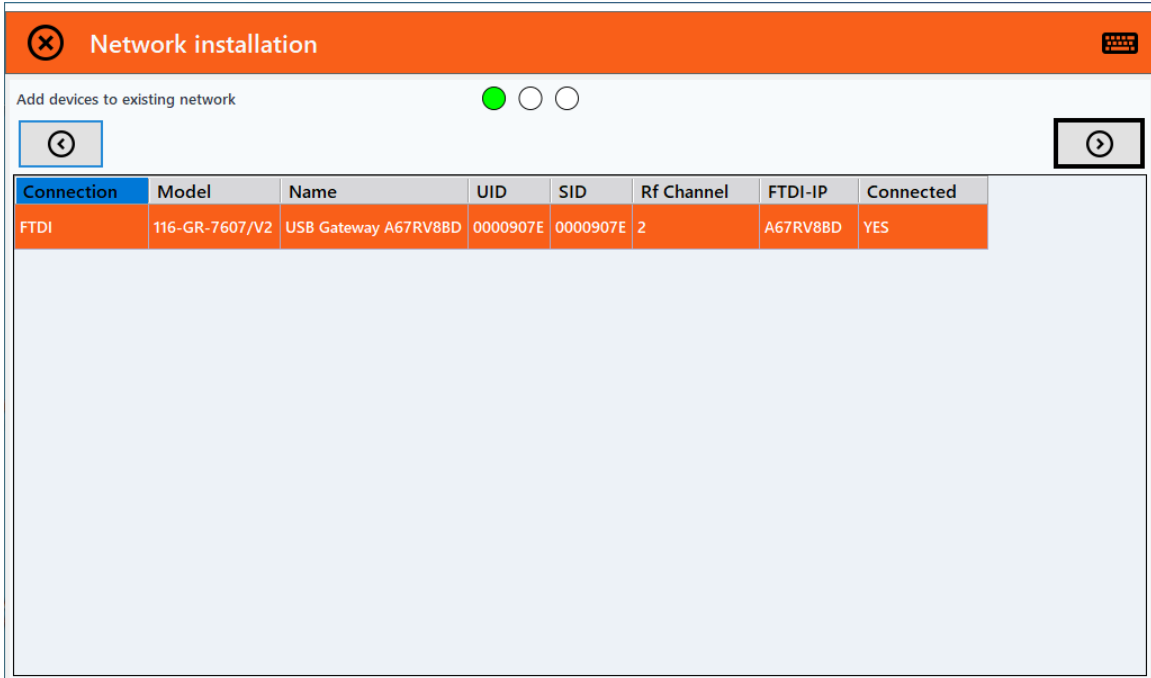 Network installation
Add devices to existing network
Connection Model Name UID SID Rf Channel FTDI-IP Connected
FTDI 116-GR-7607/V2 USB Gateway A67RV8BD 0000907E 0000907E 2 A67RV8BD YES